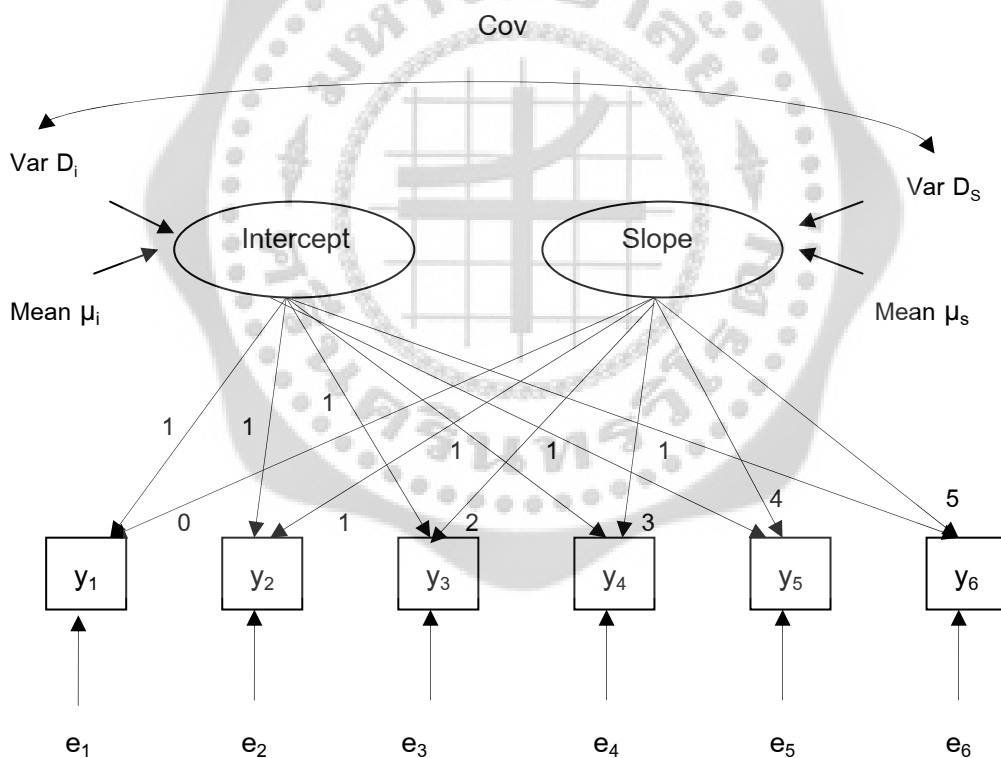 Cov
Var Di
Var DS
Intercept
Slope
Mean μi
Mean μs
1 1 1 1 1 1
0 1 2 3 4 5
y1 y2 y3 y4 y5 y6
e1 e2 e3 e4 e5 e6